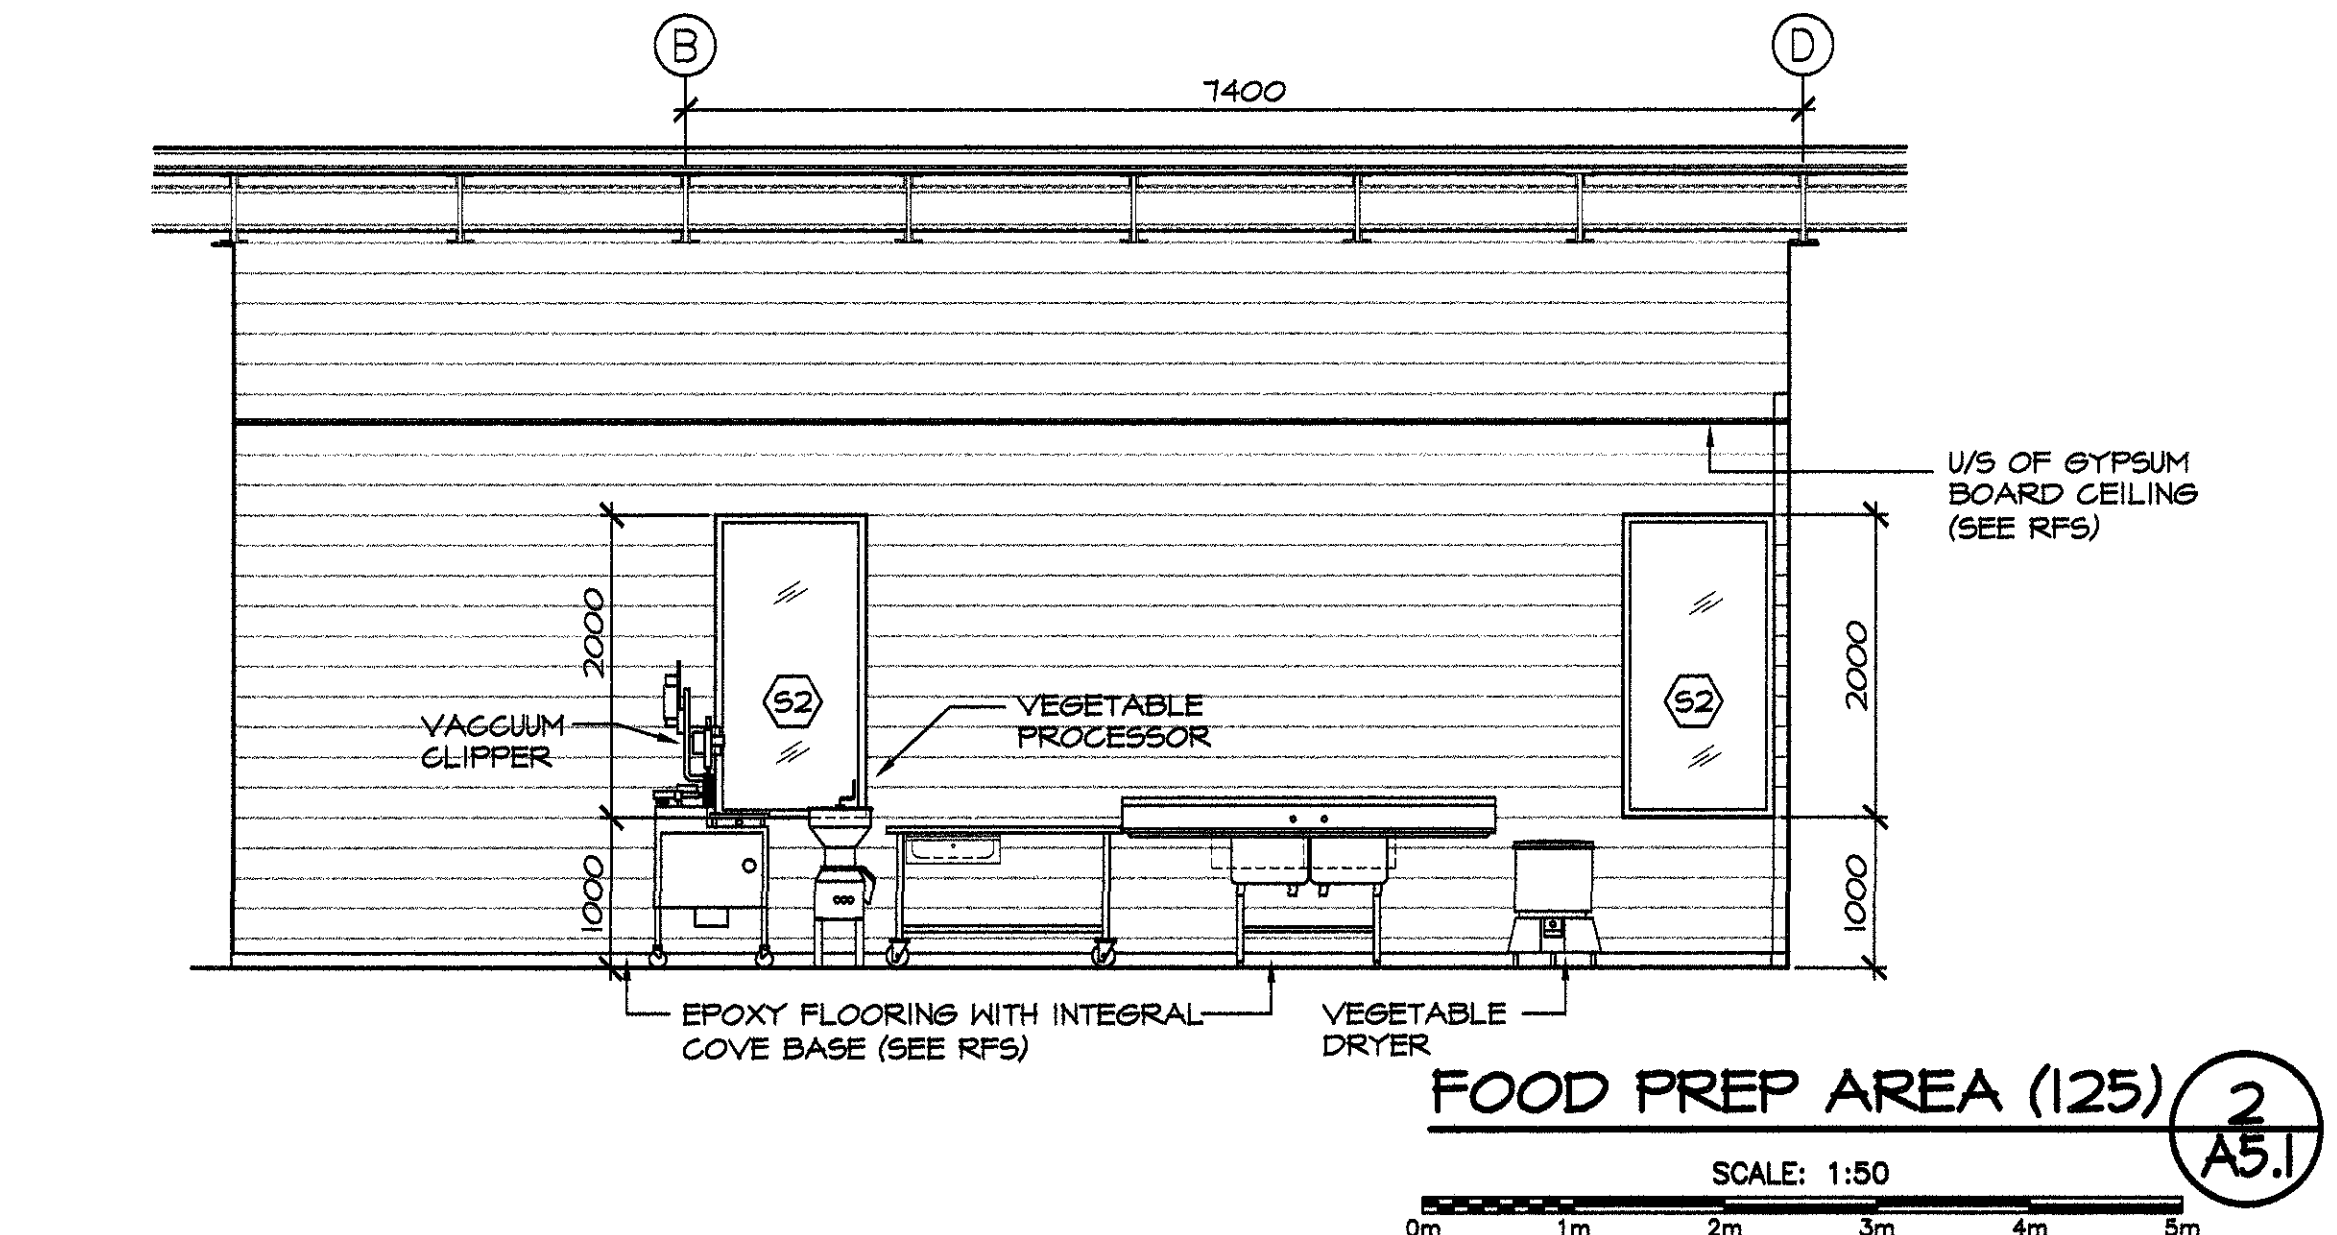 B
D
7400
U/S OF GYPSUM
BOARD CEILING
(SEE RFS)
2000
2000
S2
S2
VACCUUM
CLIPPER
VEGETABLE
PROCESSOR
1000
1000
EPOXY FLOORING WITH INTEGRAL
COVE BASE (SEE RFS)
VEGETABLE
DRYER
FOOD PREP AREA (125)
2
A5.1
SCALE: 1:50
0m 1m 2m 3m 4m 5m